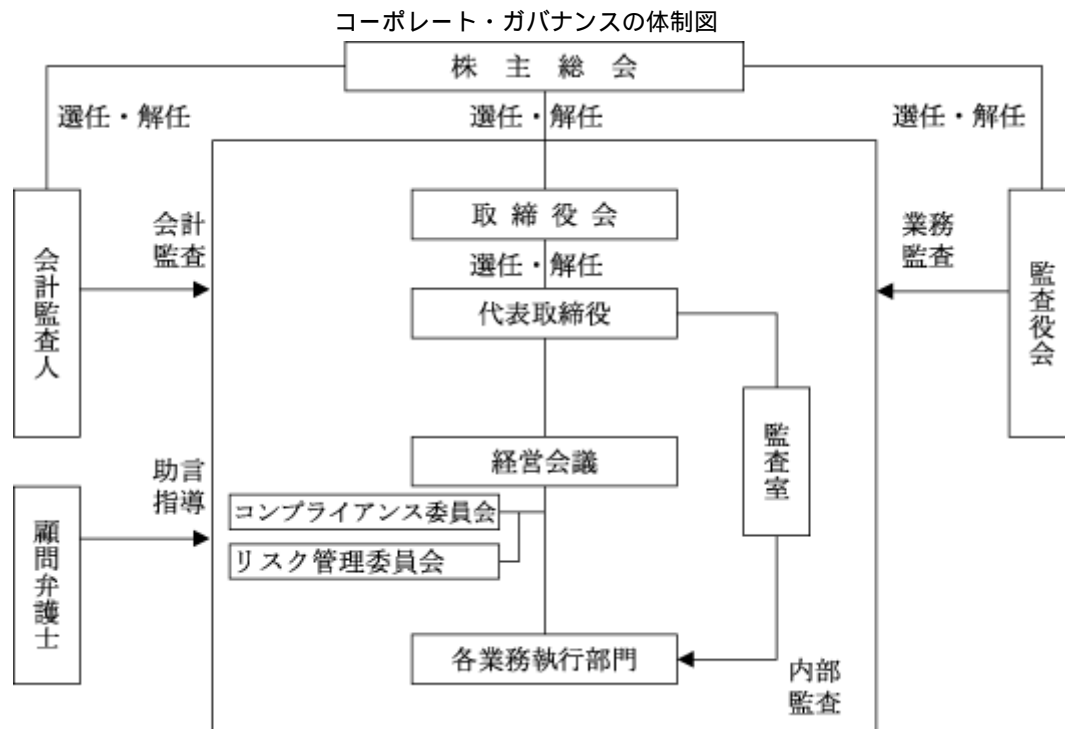 コーポレート・ガバナンスの体制図
株主総会
選任・解任
選任・解任
選任・解任
取締役会
会計
監査
業務
監査
選任・解任
会計監査人
代表取締役
監査役会
監査室
経営会議
助言
指導
コンプライアンス委員会
顧問弁護士
リスク管理委員会
各業務執行部門
内部
監査